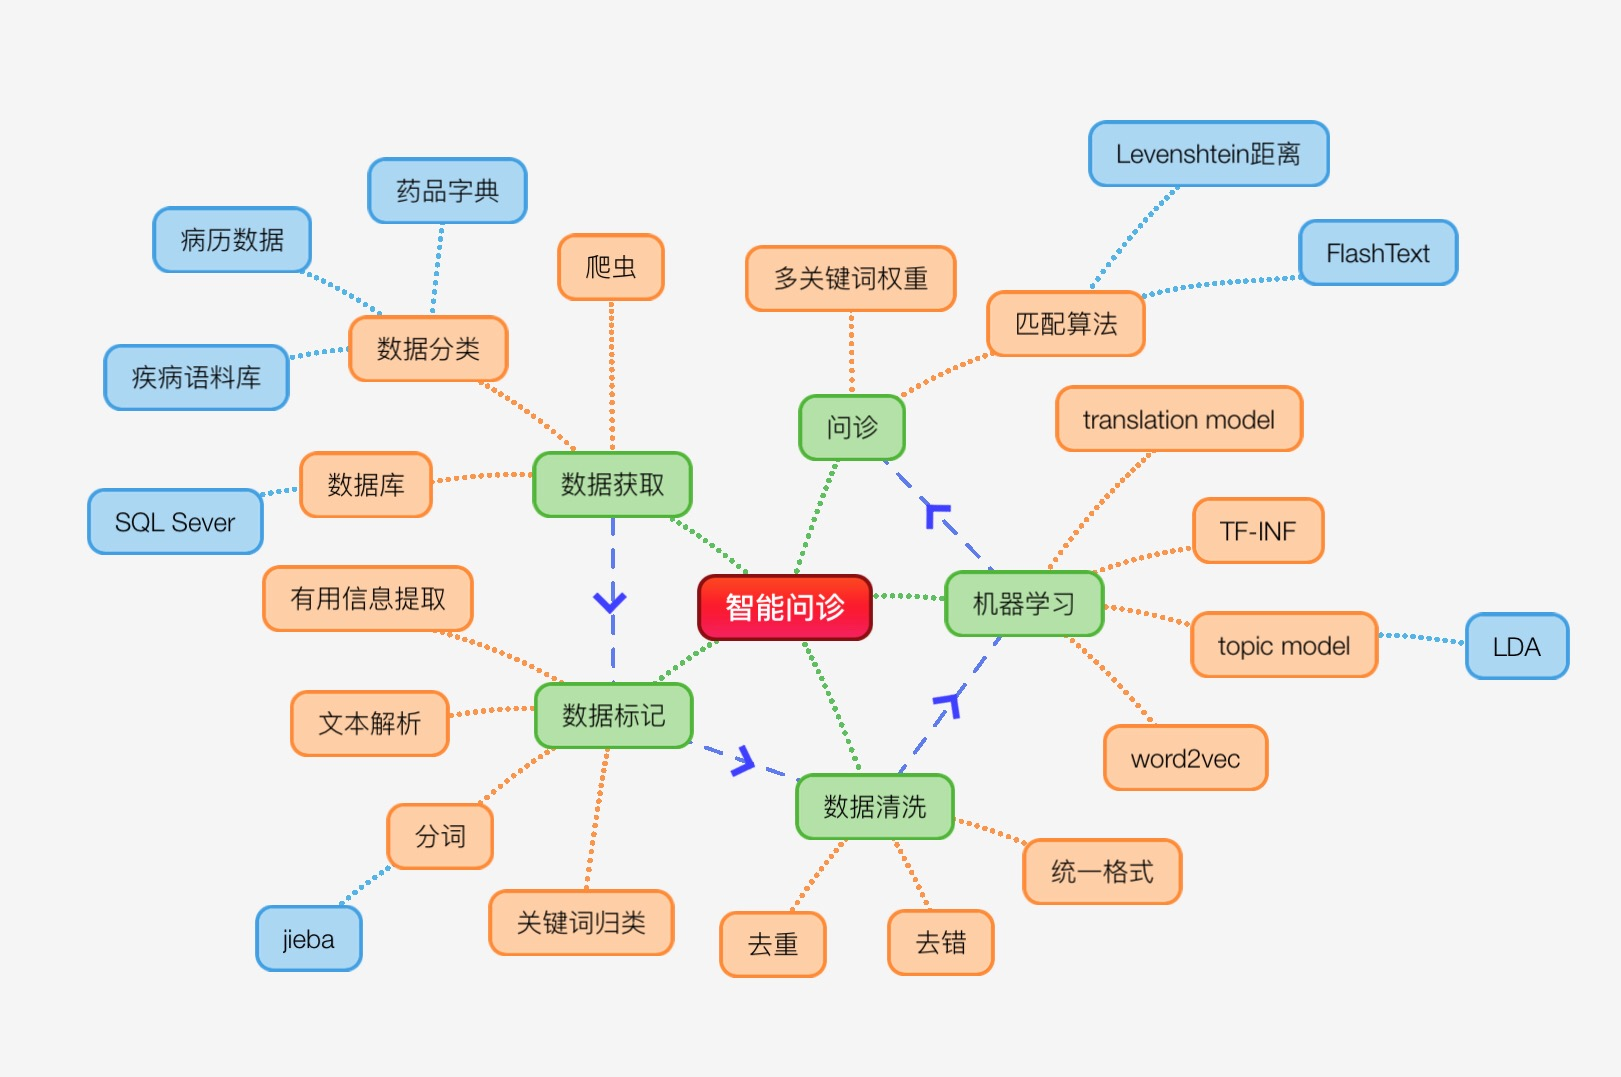 Levenshtein距离
药品字典
病历数据
FlashText
爬虫
多关键词权重
匹配算法
数据分类
疾病语料库
translation model
问诊
数据库
数据获取
SQL Sever
TF-INF
有用信息提取
智能问诊
机器学习
topic model
LDA
文本解析
数据标记
word2vec
数据清洗
分词
统一格式
关键词归类
jieba
去重
去错